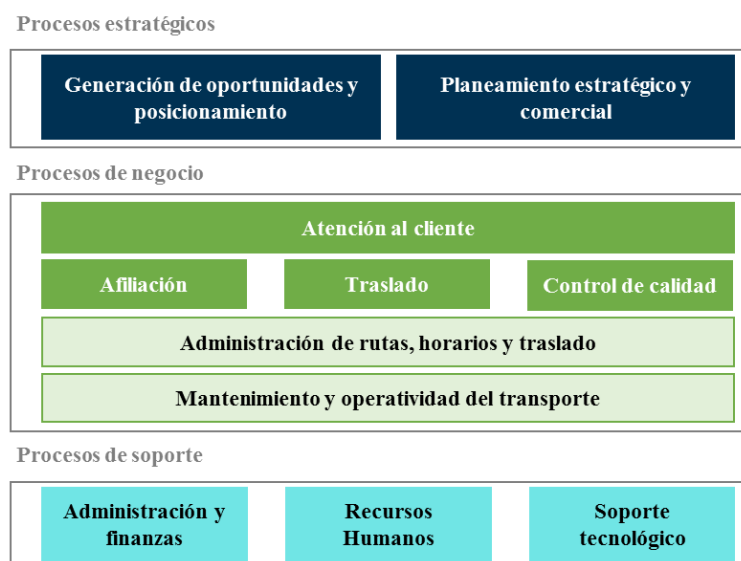 Procesos estratégicos
Generación de oportunidades y
posicionamiento
Planeamiento estratégico y
comercial
Procesos de negocio
Atención al cliente
Afiliación
Traslado
Control de calidad
Administración de rutas, horarios y traslado
Mantenimiento y operatividad del transporte
Procesos de soporte
Administración y
finanzas
Recursos
Humanos
Soporte
tecnológico